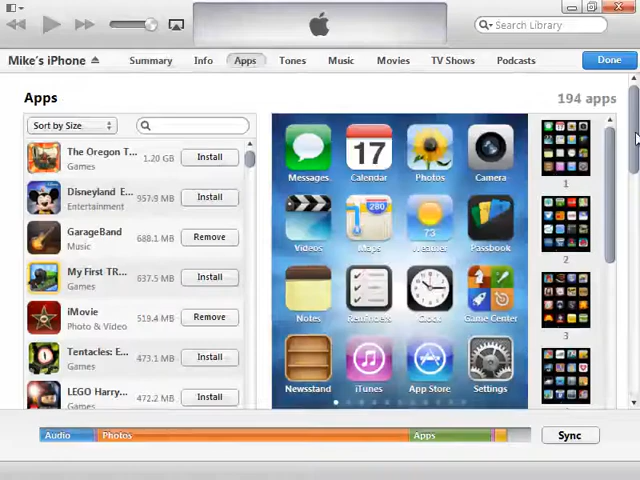 Search Library
Mike's iPhone
Summary
Info
Apps
Tones
Music
Movies
TV Shows
Podcasts
Done
Apps
194 apps
Sort by Size
The Oregon T...
Games
1.20 GB
Install
Disneyland E...
Entertainment
957.9 MB
Install
GarageBand
Music
688.1 MB
Remove
My First TR...
Games
637.5 MB
Install
iMovie
Photo & Video
519.4 MB
Remove
Tentacles: E...
Games
473.1 MB
Install
LEGO Harry...
Games
472.2 MB
Install
Messages
17
Calendar
Photos
Camera
Videos
280
Maps
73
Weather
Passbook
Notes
Reminders
Clock
Game Center
Newsstand
iTunes
App Store
Settings
1
2
3
Audio
Photos
Apps
Sync